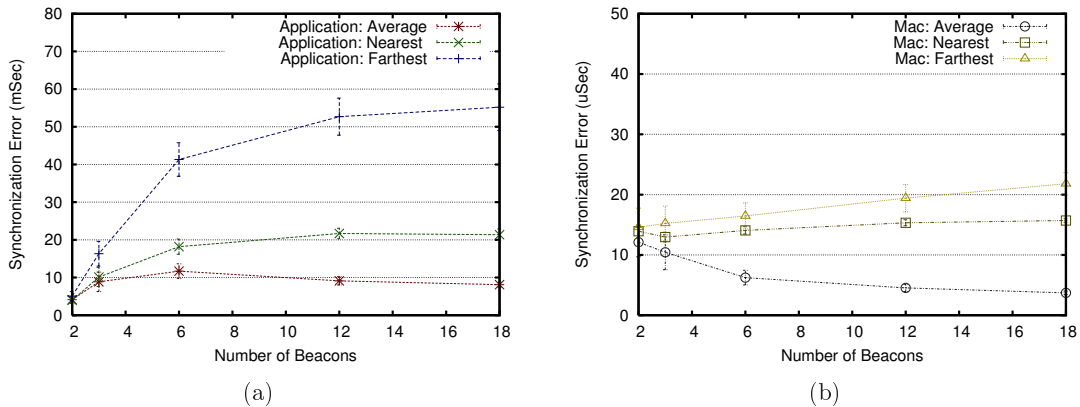 80
70
60
50
40
30
20
10
0
2 4 6 8 10 12 14 16 18
Synchronization Error (mSec)
Number of Beacons
Application: Average
Application: Nearest
Application: Farthest
(a)
50
40
30
20
10
0
2 4 6 8 10 12 14 16 18
Synchronization Error (uSec)
Number of Beacons
Mac: Average
Mac: Nearest
Mac: Farthest
(b)